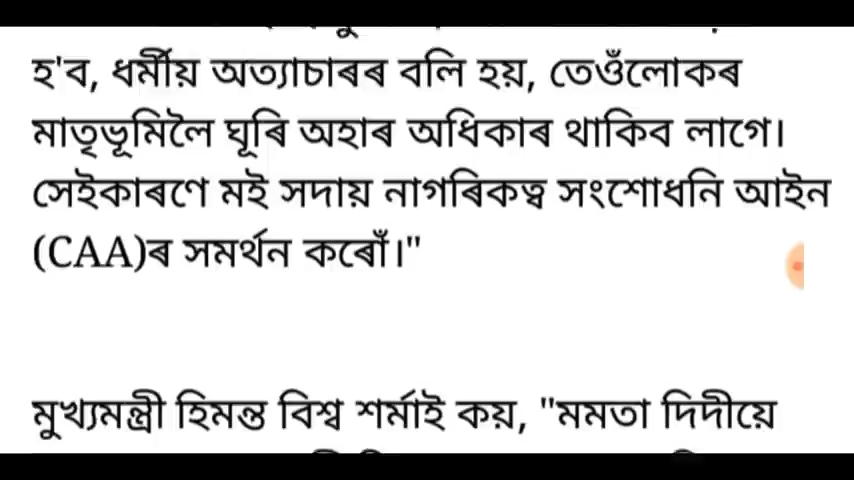 হ'ব, ধৰ্মীয় অত্যাচাৰৰ বলি হয়, তেওঁলোকৰ
মাতৃভূমিলৈ ঘূৰি অহাৰ অধিকাৰ থাকিব লাগে।
সেইকাৰণে মই সদায় নাগৰিকত্ব সংশোধনি আইন
(CAA)ৰ সমৰ্থন কৰোঁ।"
মুখ্যমন্ত্ৰী হিমন্ত বিশ্ব শৰ্মাই কয়, "মমতা দিদীয়ে